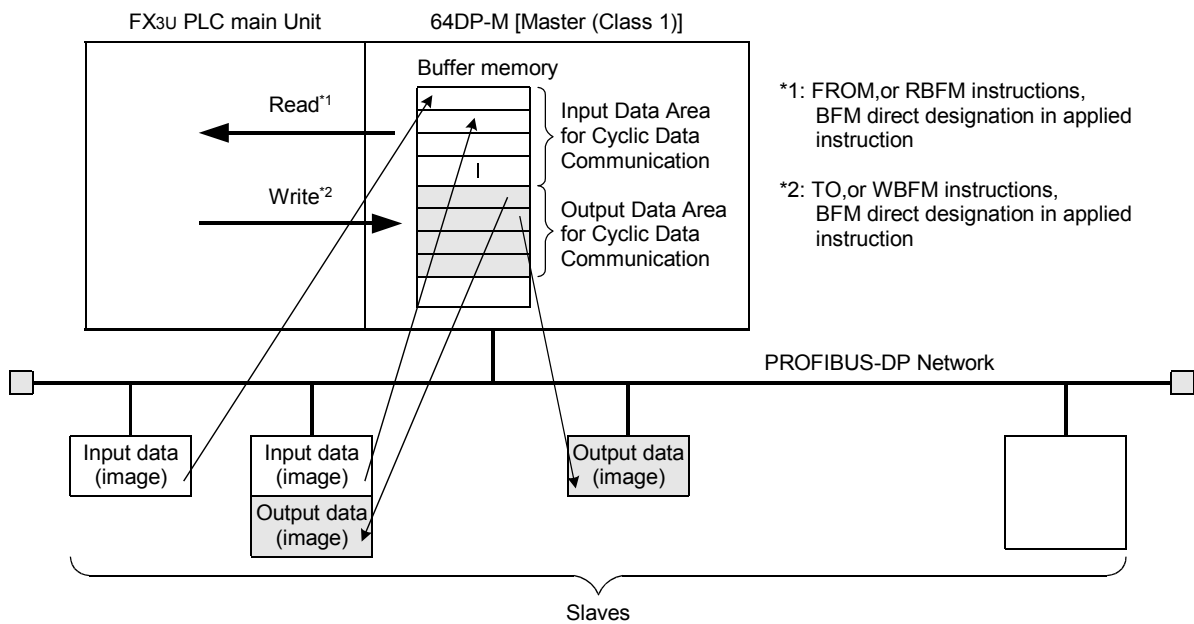 FX3U PLC main Unit
64DP-M [Master (Class 1)]
Buffer memory
Read*1
Write*2
Input Data Area
for Cyclic Data
Communication
Output Data Area
for Cyclic Data
Communication
*1: FROM,or RBFM instructions,
BFM direct designation in applied
instruction
*2: TO,or WBFM instructions,
BFM direct designation in applied
instruction
PROFIBUS-DP Network
Input data
(image)
Input data
(image)
Output data
(image)
Output data
(image)
Slaves